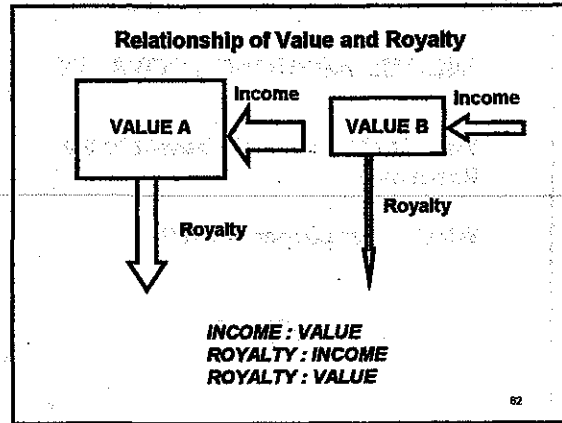 Relationship of Value and Royalty
Income
VALUE A
Royalty
Income
VALUE B
Royalty
INCOME : VALUE
ROYALTY : INCOME
ROYALTY : VALUE
62